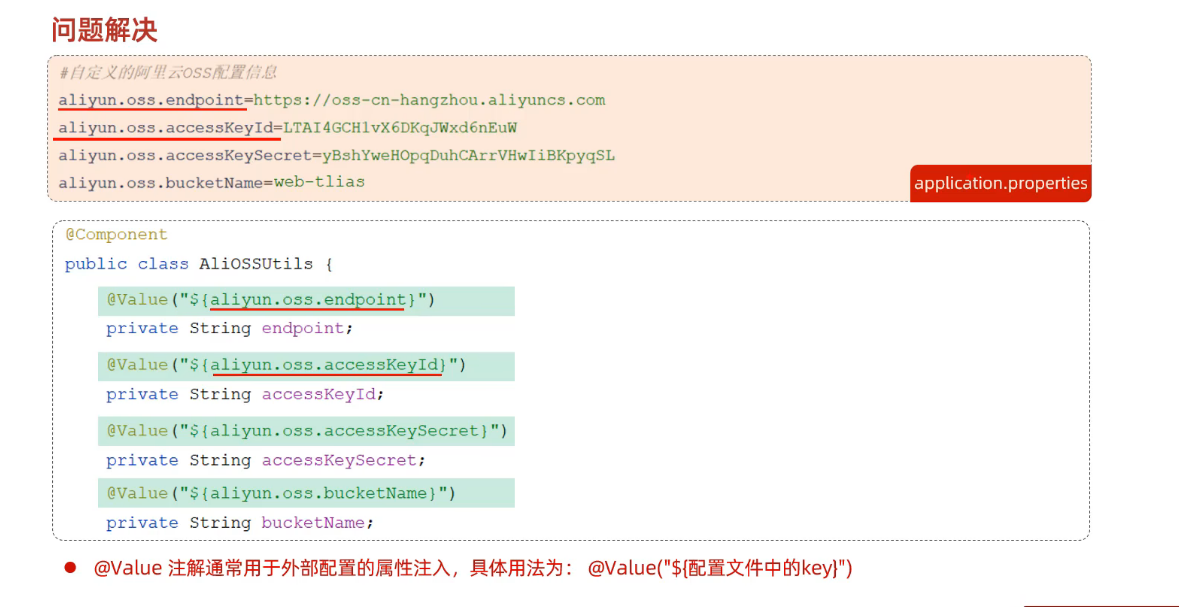 问题解决
#自定义的阿里云OSS配置信息
aliyun.oss.endpoint=https://oss-cn-hangzhou.aliyuncs.com
aliyun.oss.accessKeyId=LTAI4GCH1vX6DKqJWxd6nEuW
aliyun.oss.accessKeySecret=yBshYweHOpqDuhCArrVHwIiBKpyqSL
aliyun.oss.bucketName=web-tlias
application.properties
@Component
public class AliOSSUtils {
@Value("${aliyun.oss.endpoint}")
private String endpoint;
@Value("${aliyun.oss.accessKeyId}")
private String accessKeyId;
@Value("${aliyun.oss.accessKeySecret}")
private String accessKeySecret;
@Value("${aliyun.oss.bucketName}")
private String bucketName;
● @Value 注解通常用于外部配置的属性注入，具体用法为： @Value("${配置文件中的key}")